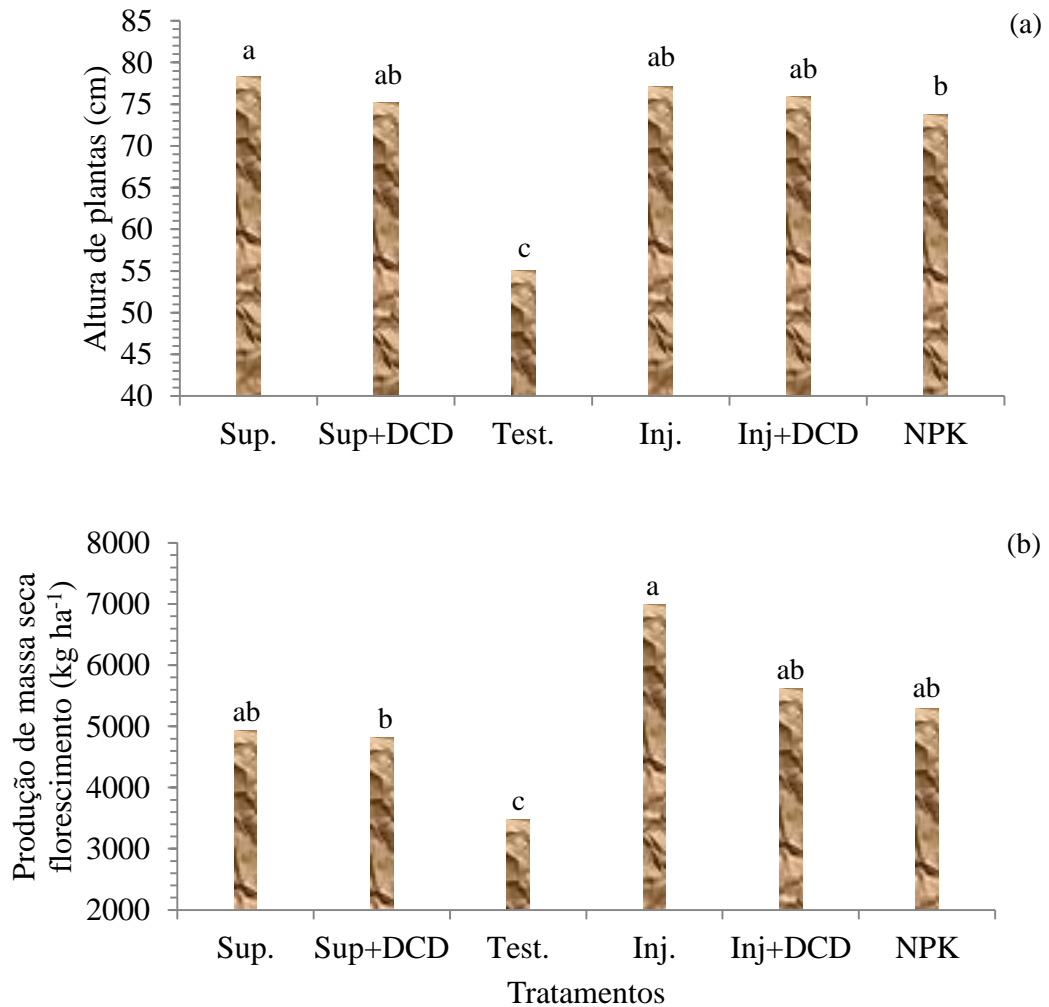 (a)
Altura de plantas (cm)
85
80
75
70
65
60
55
50
45
40
a
ab
c
ab
ab
b
Sup.
Sup+DCD
Test.
Inj.
Inj+DCD
NPK
(b)
Produção de massa seca
florescimento (kg ha⁻¹)
8000
7000
6000
5000
4000
3000
2000
ab
b
c
a
ab
ab
Sup.
Sup+DCD
Test.
Inj.
Inj+DCD
NPK
Tratamentos